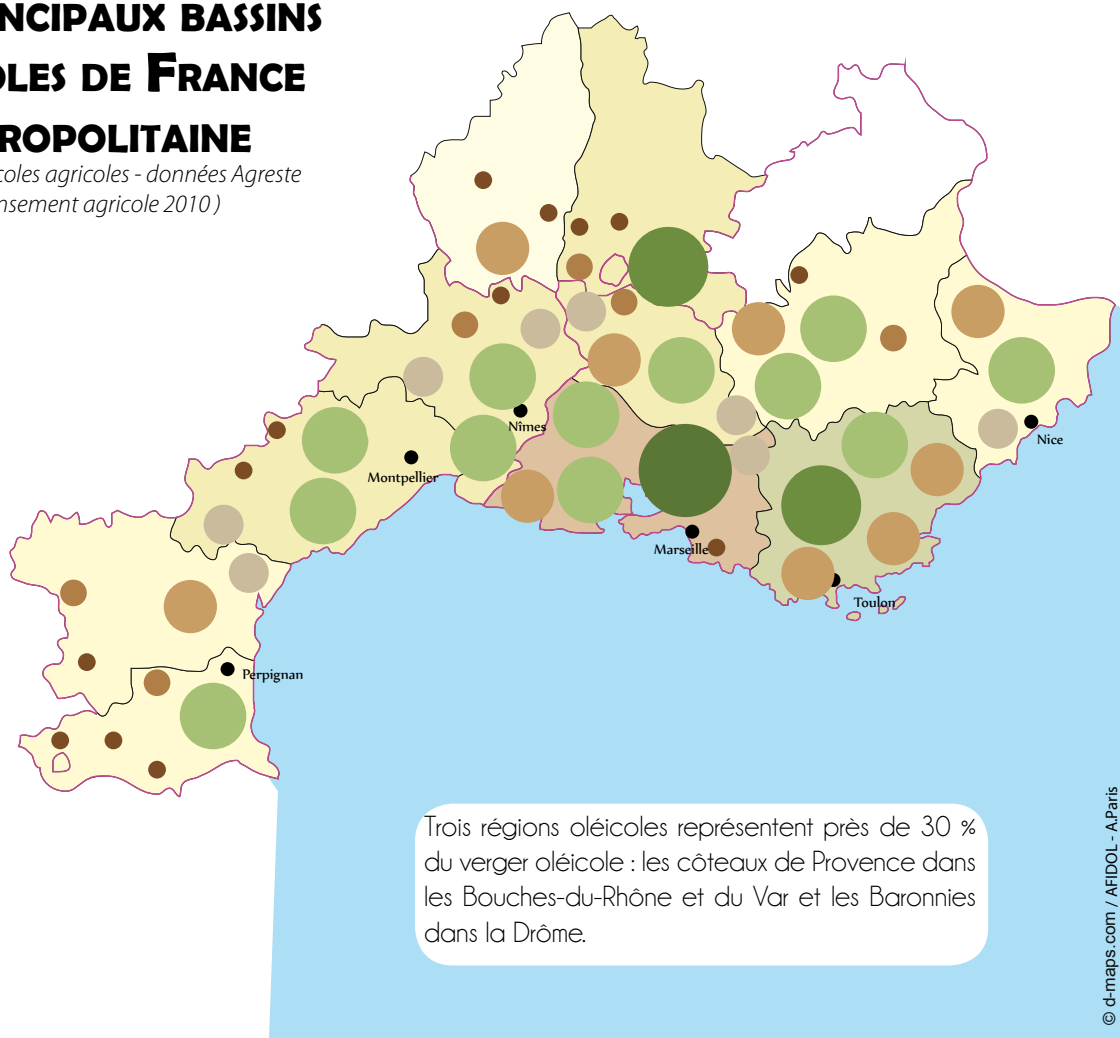 NCIPAUX BASSINS
OLES DE FRANCE
ROPOLITAINE
coles agricoles - données Agreste
nsement agricole 2010 )
Nîmes
Montpellier
Nice
Marseille
Toulon
Perpignan
Trois régions oléicoles représentent près de 30 %
du verger oléicole : les côteaux de Provence dans
les Bouches-du-Rhône et du Var et les Baronnies
dans la Drôme.
© d-maps.com / AFIDOL - A.Paris